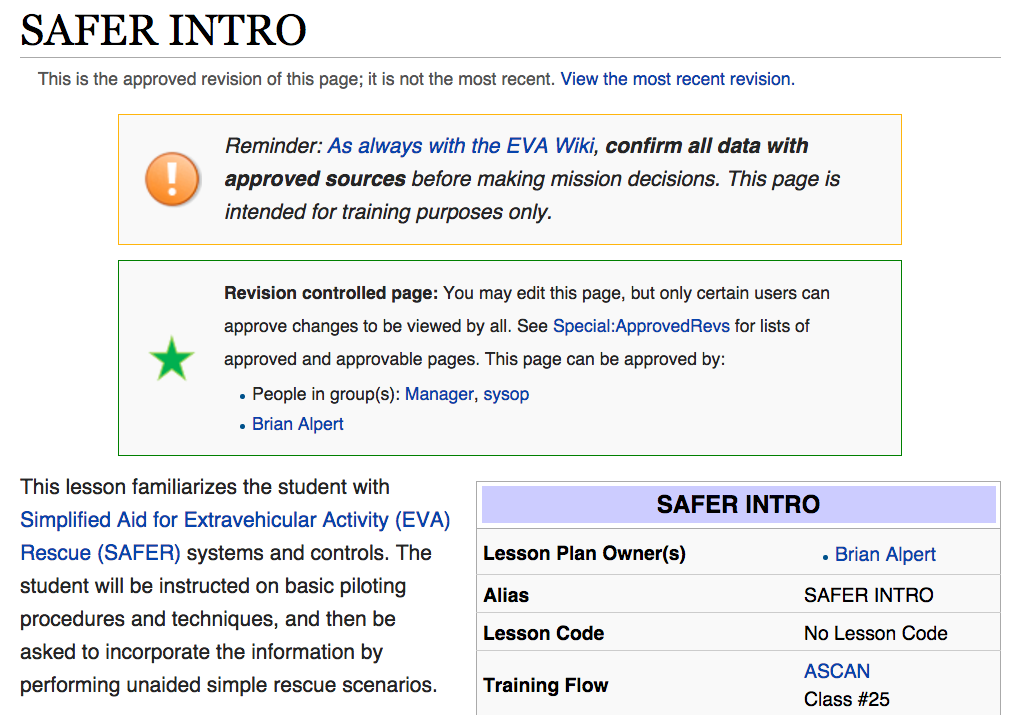 SAFER INTRO
This is the approved revision of this page; it is not the most recent. View the most recent revision.
Reminder: As always with the EVA Wiki, confirm all data with
approved sources before making mission decisions. This page is
intended for training purposes only.
Revision controlled page: You may edit this page, but only certain users can
approve changes to be viewed by all. See Special:ApprovedRevs for lists of
approved and approvable pages. This page can be approved by:
• People in group(s): Manager, sysop
• Brian Alpert
This lesson familiarizes the student with
Simplified Aid for Extravehicular Activity (EVA)
Rescue (SAFER) systems and controls. The
student will be instructed on basic piloting
procedures and techniques, and then be
asked to incorporate the information by
performing unaided simple rescue scenarios.
SAFER INTRO
Lesson Plan Owner(s) • Brian Alpert
Alias SAFER INTRO
Lesson Code No Lesson Code
Training Flow ASCAN
Class #25